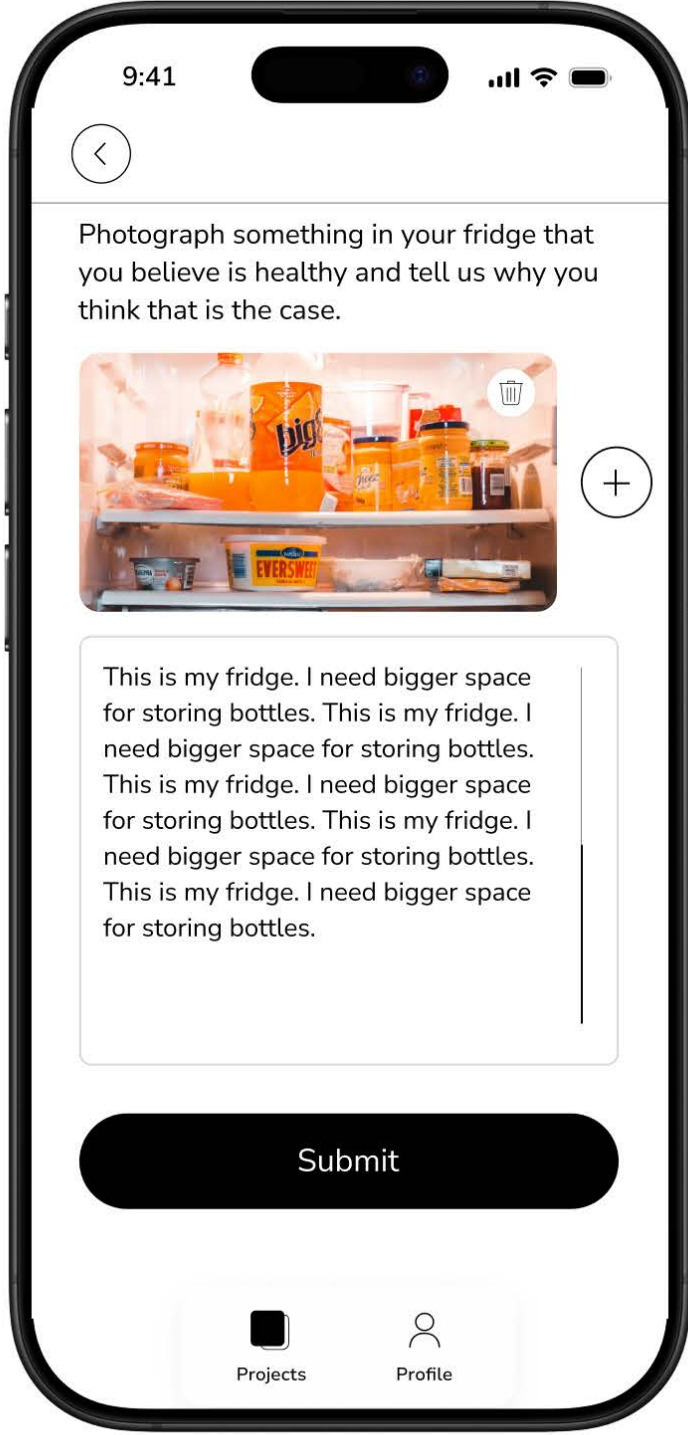 9:41
Photograph something in your fridge that
you believe is healthy and tell us why you
think that is the case.
big
EVERSWEET
This is my fridge. I need bigger space
for storing bottles. This is my fridge. I
need bigger space for storing bottles.
This is my fridge. I need bigger space
for storing bottles. This is my fridge. I
need bigger space for storing bottles.
This is my fridge. I need bigger space
for storing bottles.
Submit
Projects
Profile